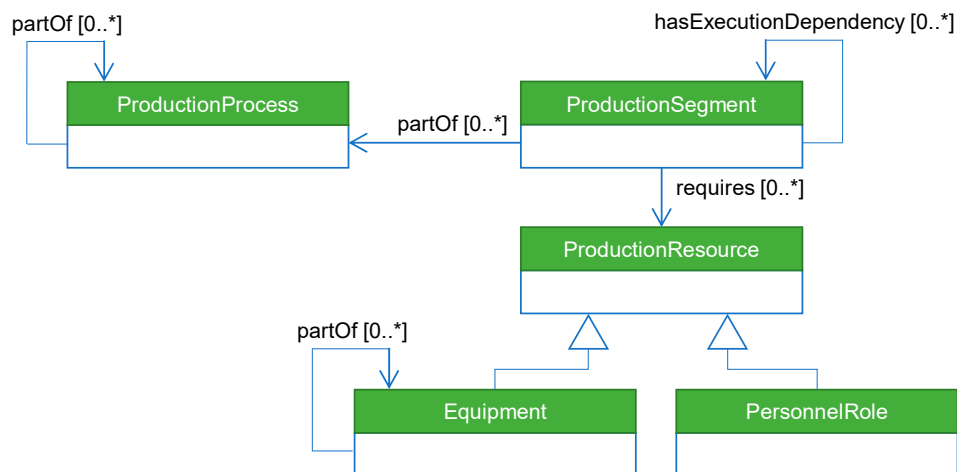 partOf [0..*]
hasExecutionDependency [0..*]
ProductionProcess
ProductionSegment
partOf [0..*]
requires [0..*]
ProductionResource
partOf [0..*]
Equipment
PersonnelRole